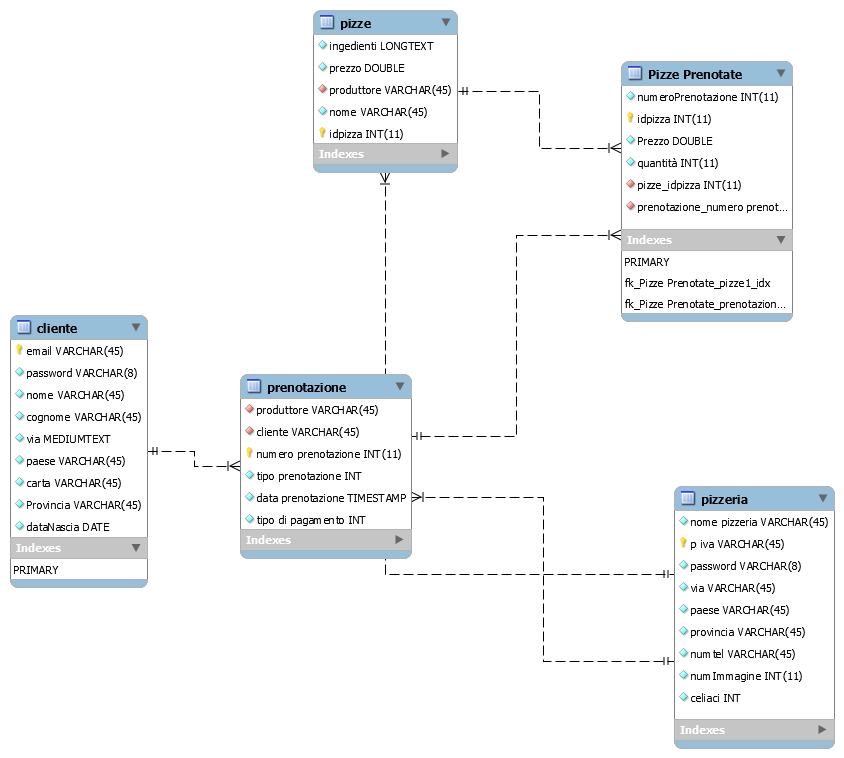 pizze
ingedienti LONGTEXT
prezzo DOUBLE
produttore VARCHAR(45)
nome VARCHAR(45)
idpizza INT(11)
Indexes
Pizze Prenotate
numeroPrenotazione INT(11)
idpizza INT(11)
Prezzo DOUBLE
quantità INT(11)
pizze_idpizza INT(11)
prenotazione_numero prenot...
Indexes
PRIMARY
fk_Pizze Prenotate_pizze1_idx
fk_Pizze Prenotate_prenotazion...
cliente
email VARCHAR(45)
password VARCHAR(8)
nome VARCHAR(45)
cognome VARCHAR(45)
via MEDIUMTEXT
paese VARCHAR(45)
carta VARCHAR(45)
Provincia VARCHAR(45)
dataNascia DATE
Indexes
PRIMARY
prenotazione
produttore VARCHAR(45)
cliente VARCHAR(45)
numero prenotazione INT(11)
tipo prenotazione INT
data prenotazione TIMESTAMP
tipo di pagamento INT
Indexes
pizzeria
nome pizzeria VARCHAR(45)
p iva VARCHAR(45)
password VARCHAR(8)
via VARCHAR(45)
paese VARCHAR(45)
provincia VARCHAR(45)
numtel VARCHAR(45)
numImmagine INT(11)
celiaci INT
Indexes